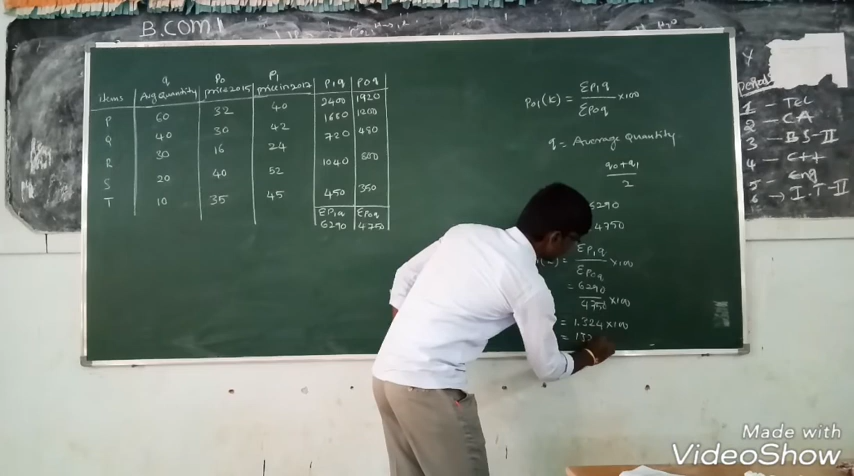 B.COM I
items
q
Avg quantity
P0
price 2015
P1
price in 2017
P1q
P0q
P 60 32 40 2400 1920
Q 40 30 42 1680 1200
R 30 16 24 720 480
S 20 40 52 1040 800
T 10 35 45 450 350
ΣP1q ΣP0q
6290 4750
P01(k) = ΣP1q / ΣP0q ×100
q = Average Quantity
q0+q1
2
6290
4750
= ΣP1q / ΣP0q ×100
= 6290 / 4750 ×100
= 1.324×100
= 13
Period
1 – Tel
2 – CA
3 – BS-II
4 – C++
5 Eng
6 → I.T-II
Made with
VideoShow